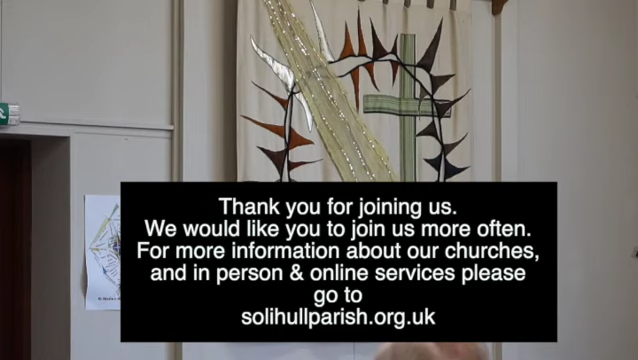 Thank you for joining us.
We would like you to join us more often.
For more information about our churches,
and in person & online services please
go to
solihullparish.org.uk